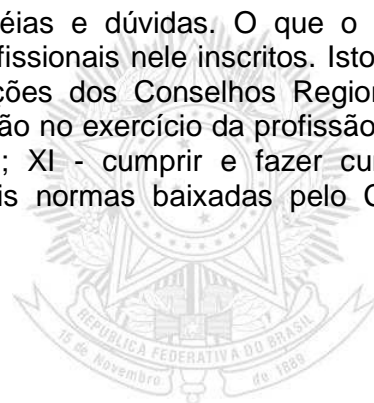 éias e dúvidas. O que o
fissionais nele inscritos. Isto
ções dos Conselhos Region
ão no exercício da profissão
; XI - cumprir e fazer cu
is normas baixadas pelo C
REPÚBLICA FEDERATIVA DO BRASIL
15 de Novembro de 1889